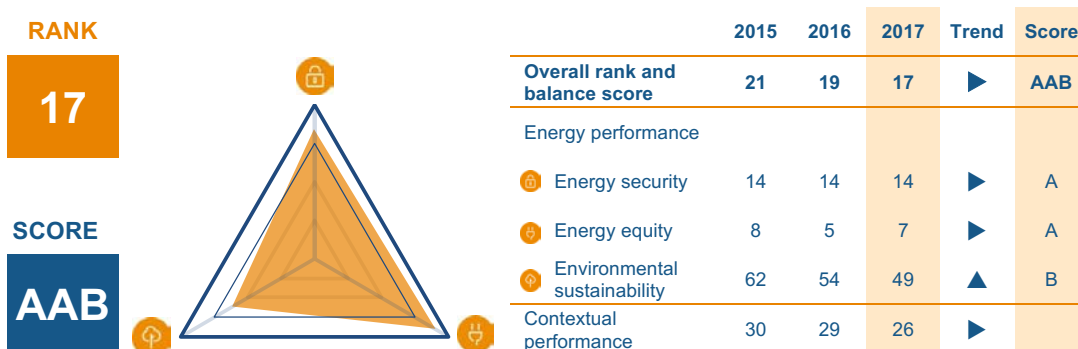 RANK
17
SCORE
AAB
2015 2016 2017 Trend Score
Overall rank and
balance score 21 19 17 AAB
Energy performance
Energy security 14 14 14 A
Energy equity 8 5 7 A
Environmental
sustainability 62 54 49 B
Contextual
performance 30 29 26